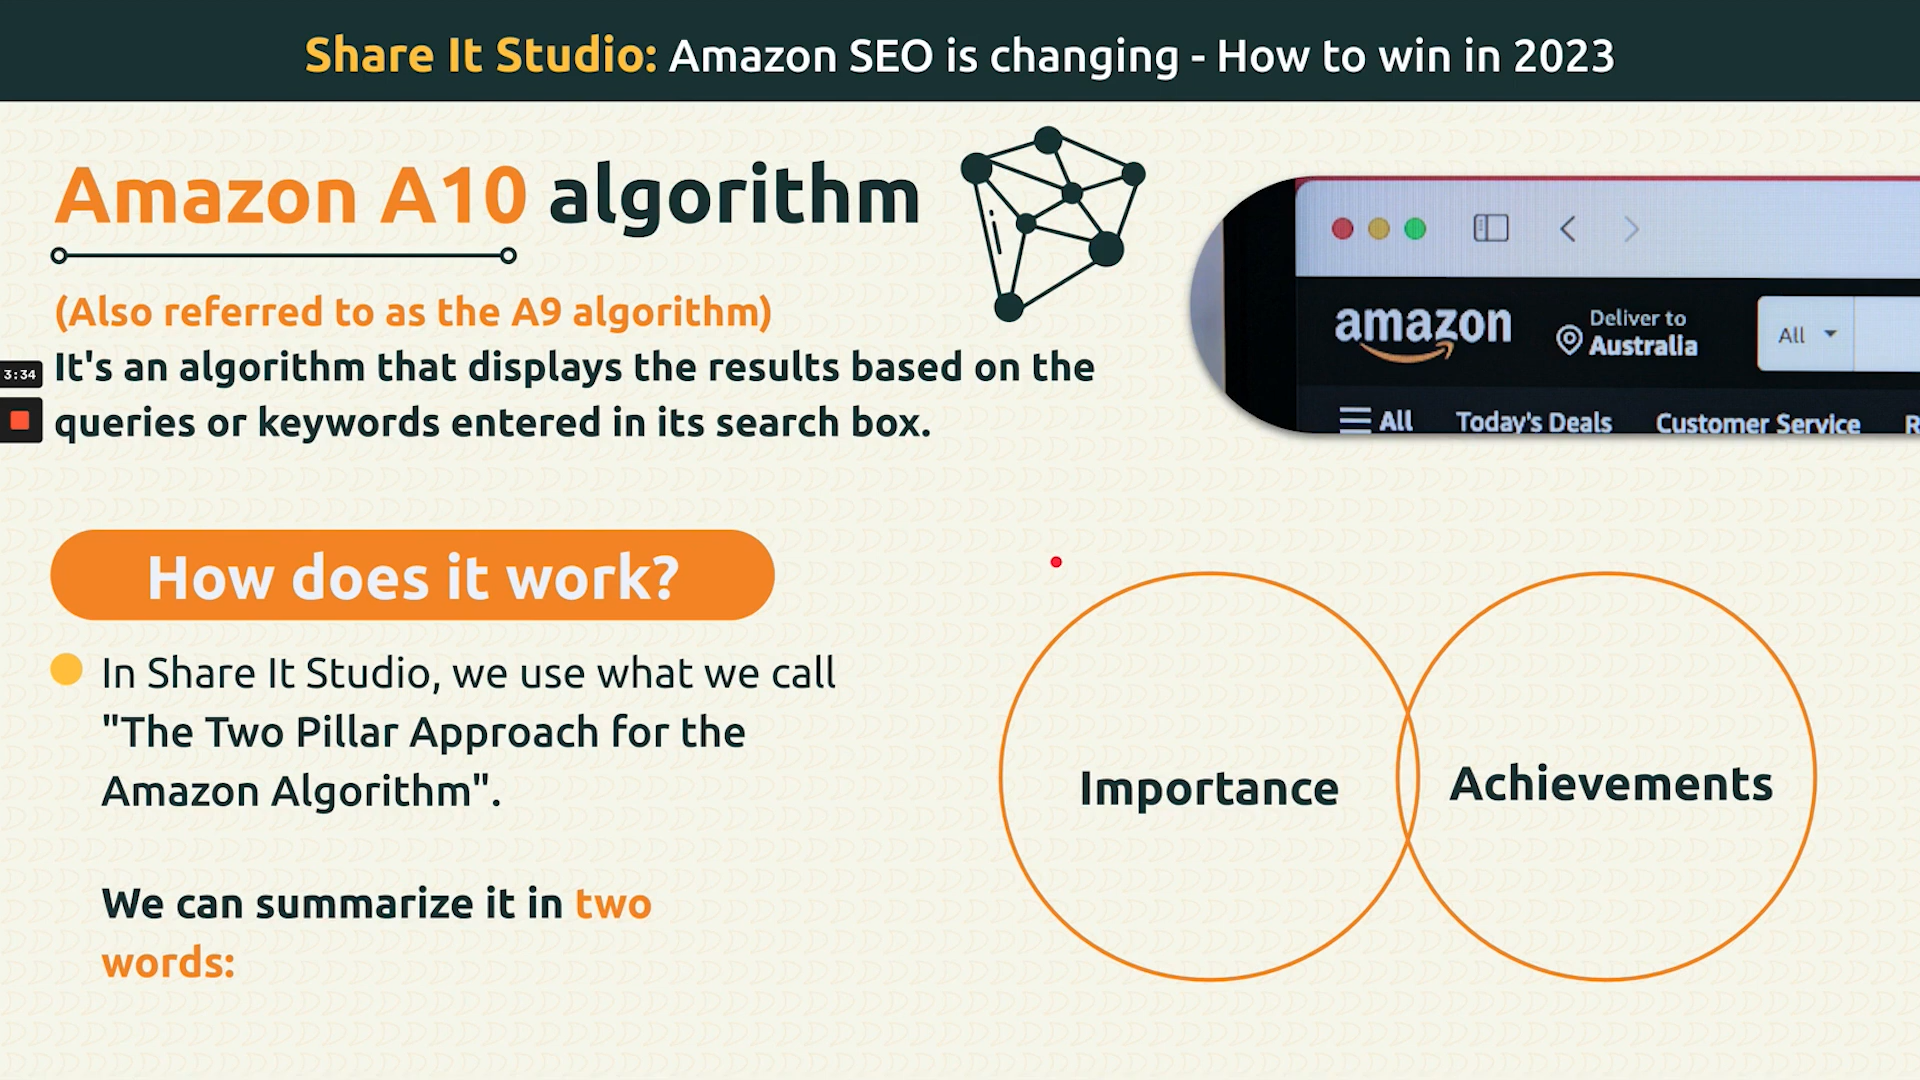 Share It Studio: Amazon SEO is changing - How to win in 2023
Amazon A10 algorithm
(Also referred to as the A9 algorithm)
It's an algorithm that displays the results based on the
queries or keywords entered in its search box.
3:34
amazon
Deliver to
Australia
All
All Today's Deals Customer Service R
How does it work?
In Share It Studio, we use what we call
"The Two Pillar Approach for the
Amazon Algorithm".
We can summarize it in two
words:
Importance
Achievements